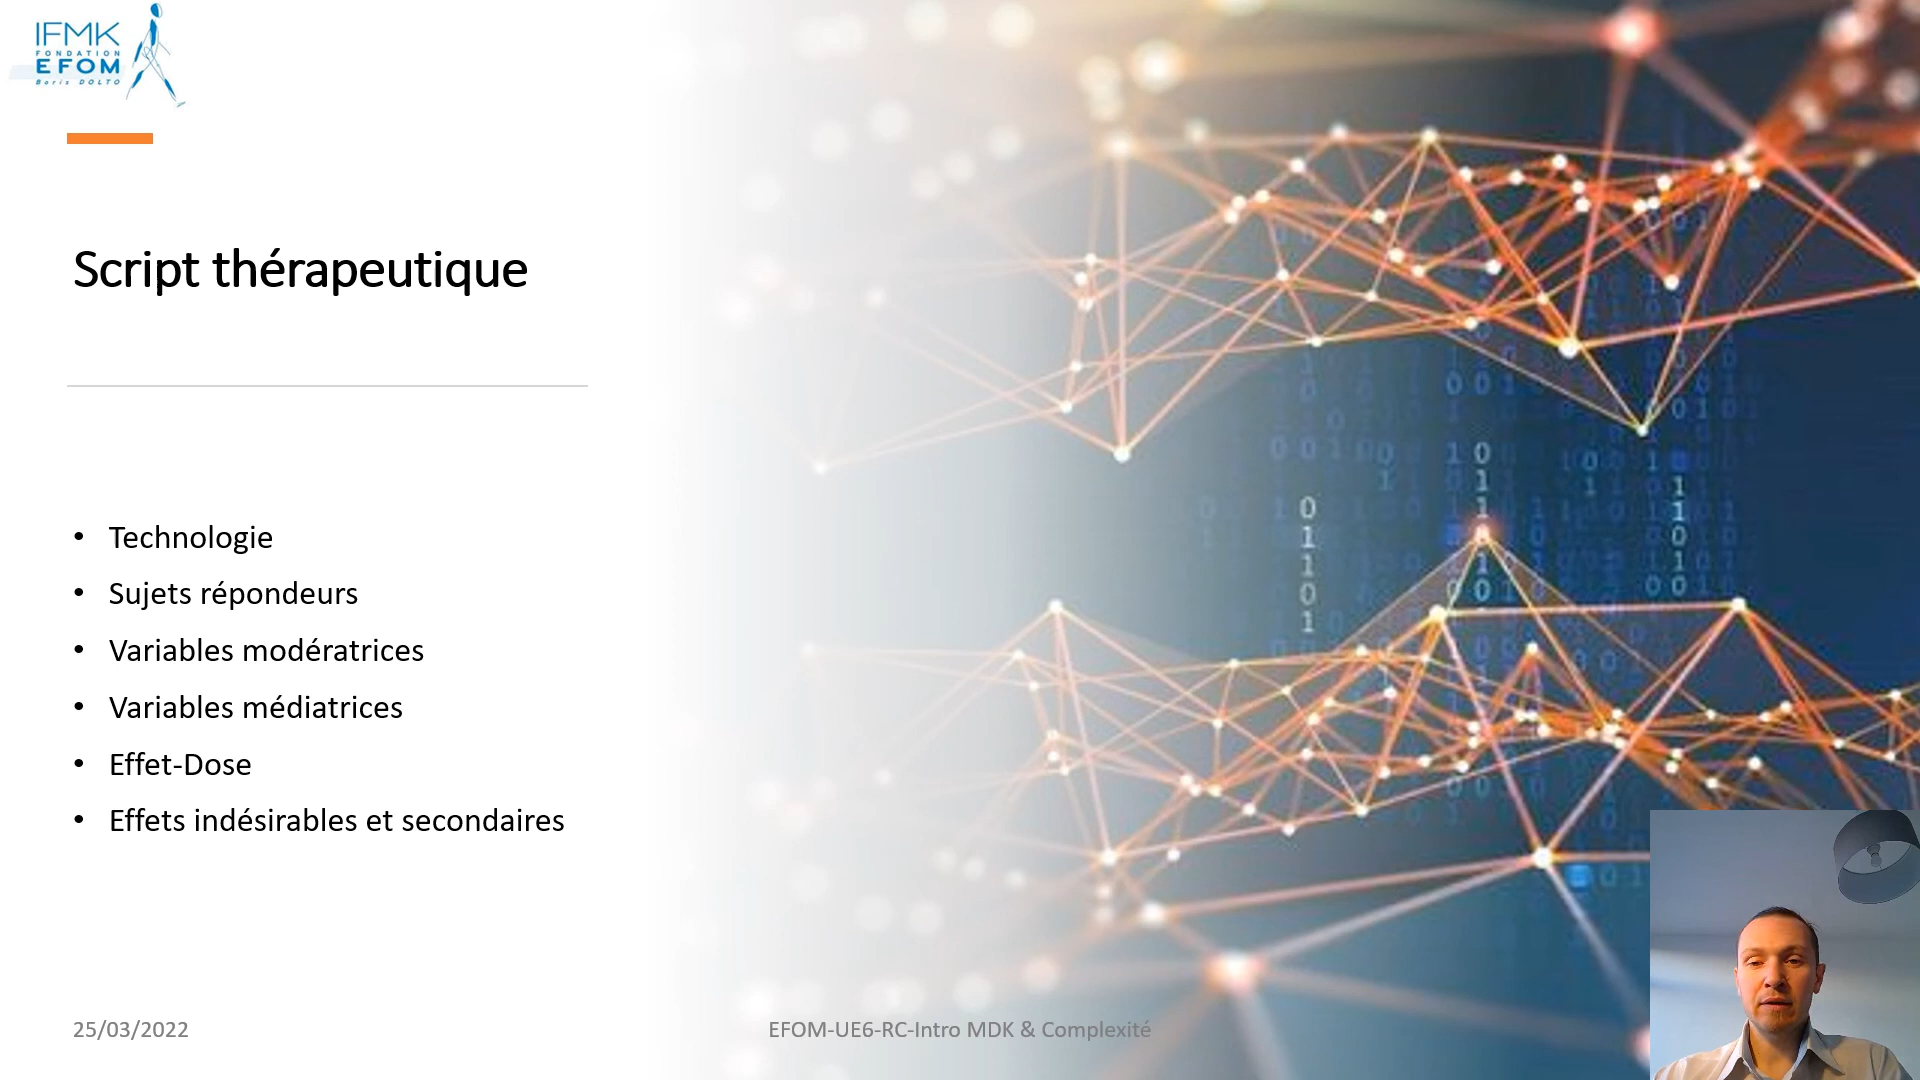 IFMK
FONDATION
EFOM
Boris DOLTO
Script thérapeutique
• Technologie
• Sujets répondeurs
• Variables modératrices
• Variables médiatrices
• Effet-Dose
• Effets indésirables et secondaires
25/03/2022
EFOM-UE6-RC-Intro MDK & Complexité